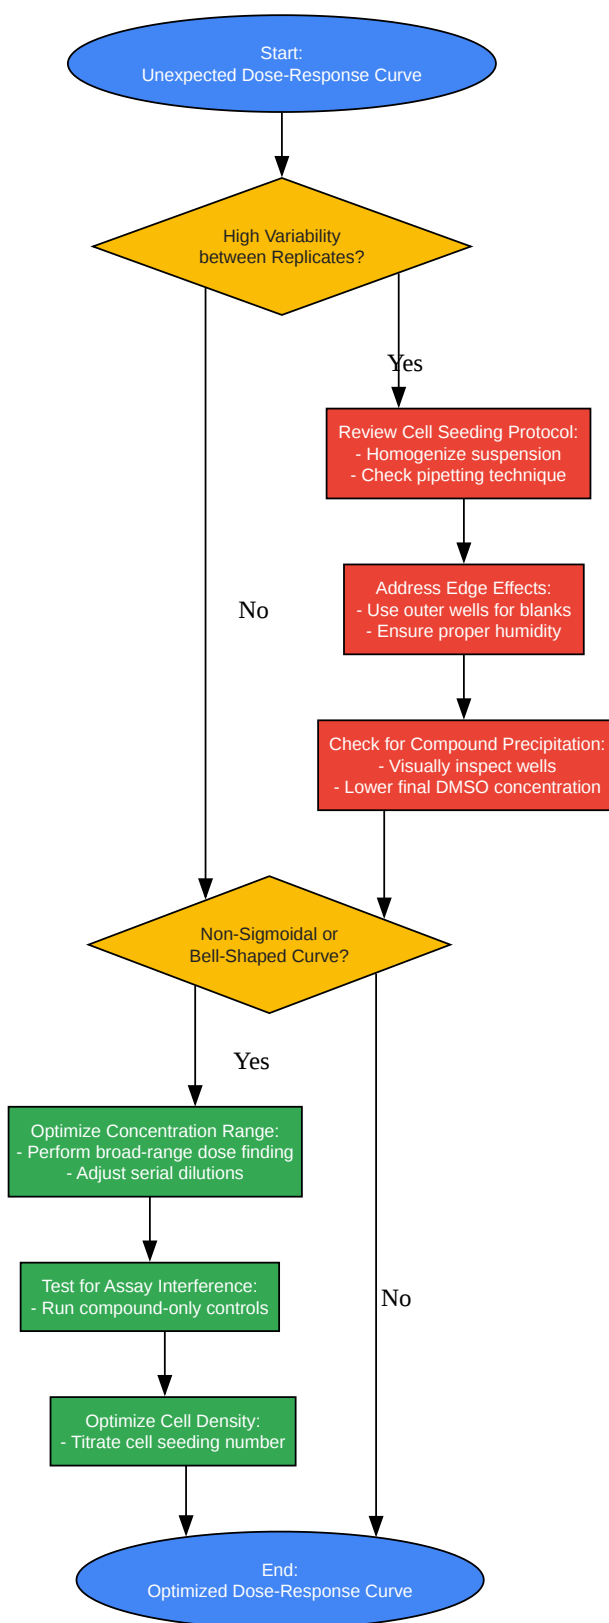 Start:
Unexpected Dose-Response Curve
High Variability
between Replicates?
Yes
Review Cell Seeding Protocol:
- Homogenize suspension
- Check pipetting technique
Address Edge Effects:
- Use outer wells for blanks
- Ensure proper humidity
No
Check for Compound Precipitation:
- Visually inspect wells
- Lower final DMSO concentration
Non-Sigmoidal or
Bell-Shaped Curve?
Yes
Optimize Concentration Range:
- Perform broad-range dose finding
- Adjust serial dilutions
Test for Assay Interference:
- Run compound-only controls
No
Optimize Cell Density:
- Titrate cell seeding number
End:
Optimized Dose-Response Curve